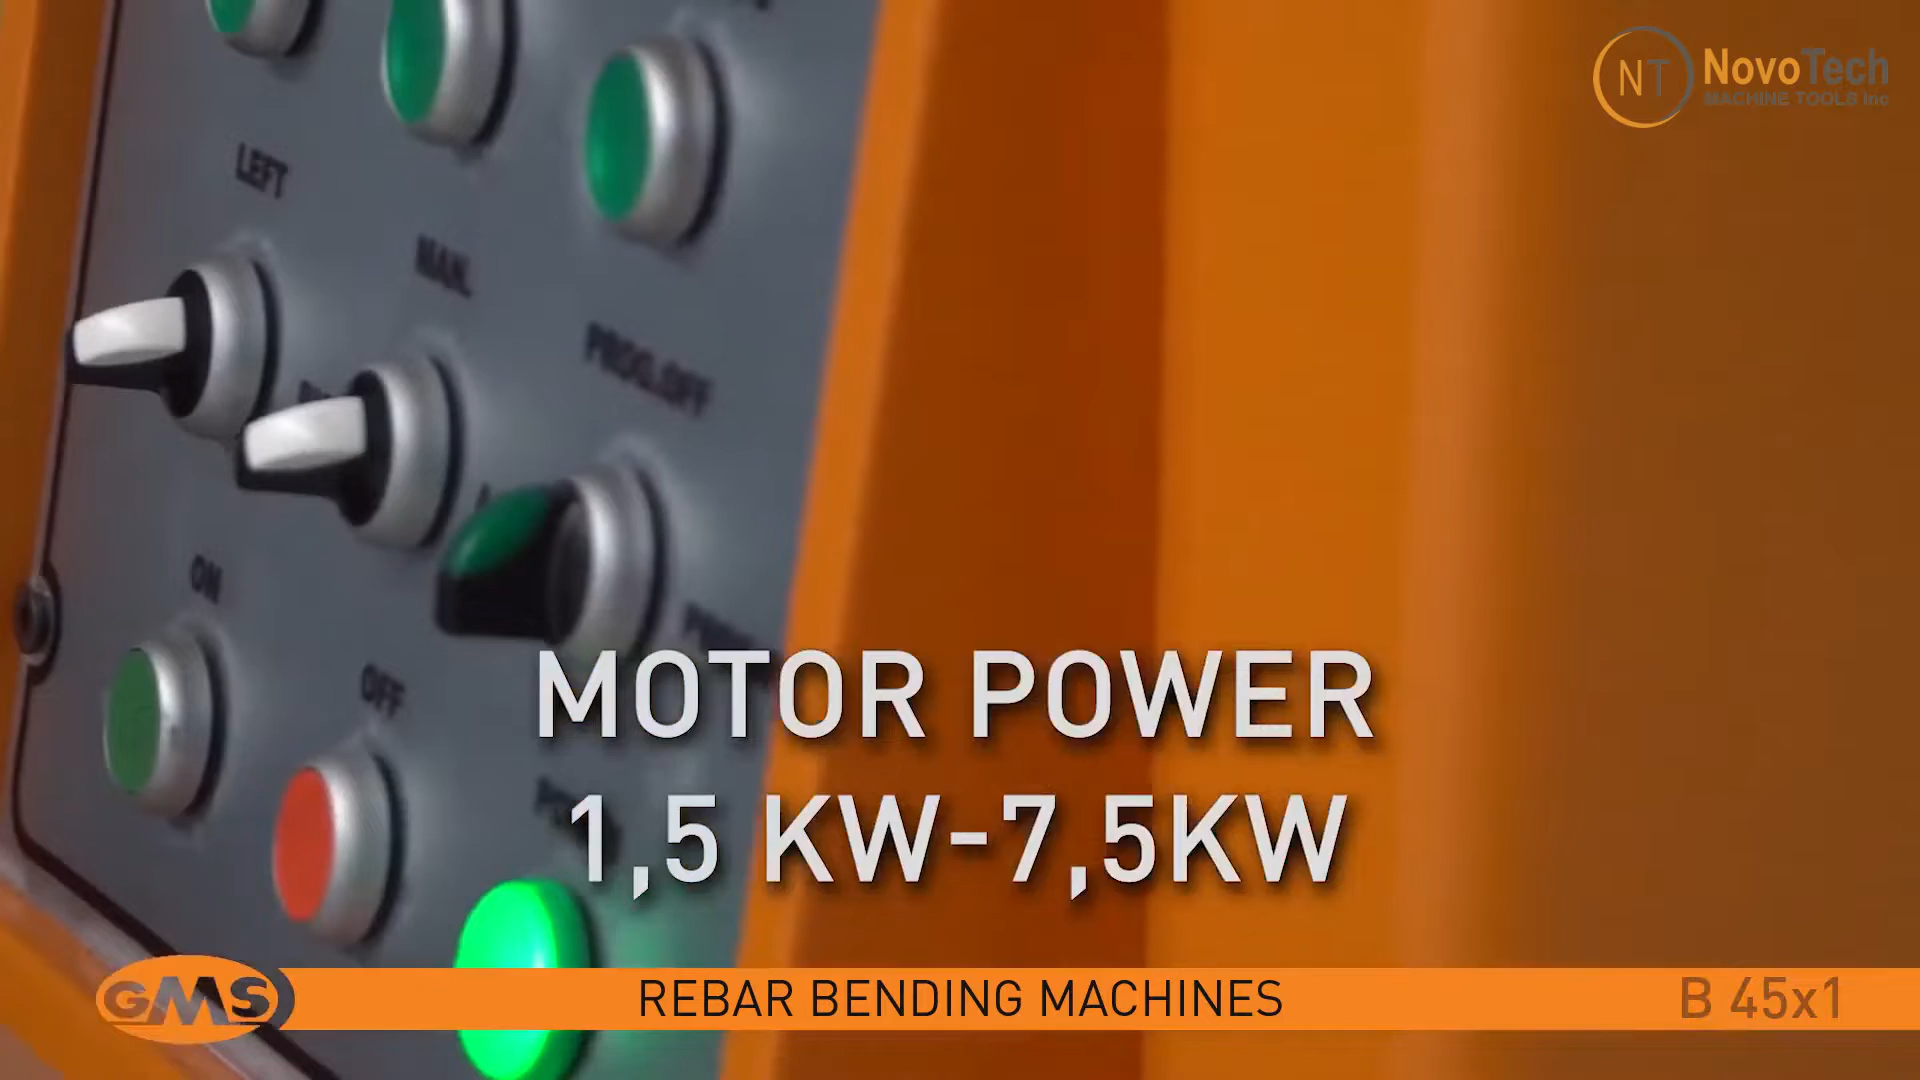 NT NovoTech
MACHINE TOOLS Inc
LEFT
MAN.
PROG.OFF
ON
OFF
MOTOR POWER
1,5 KW-7,5KW
GMS
REBAR BENDING MACHINES
B 45x1